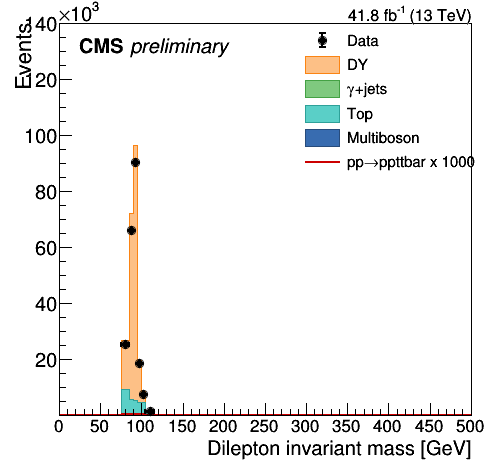 ×10³
41.8 fb⁻¹ (13 TeV)
Events
CMS preliminary
Data
DY
γ+jets
Top
Multiboson
pp→ppttbar x 1000
140
120
100
80
60
40
20
0 50 100 150 200 250 300 350 400 450 500
Dilepton invariant mass [GeV]